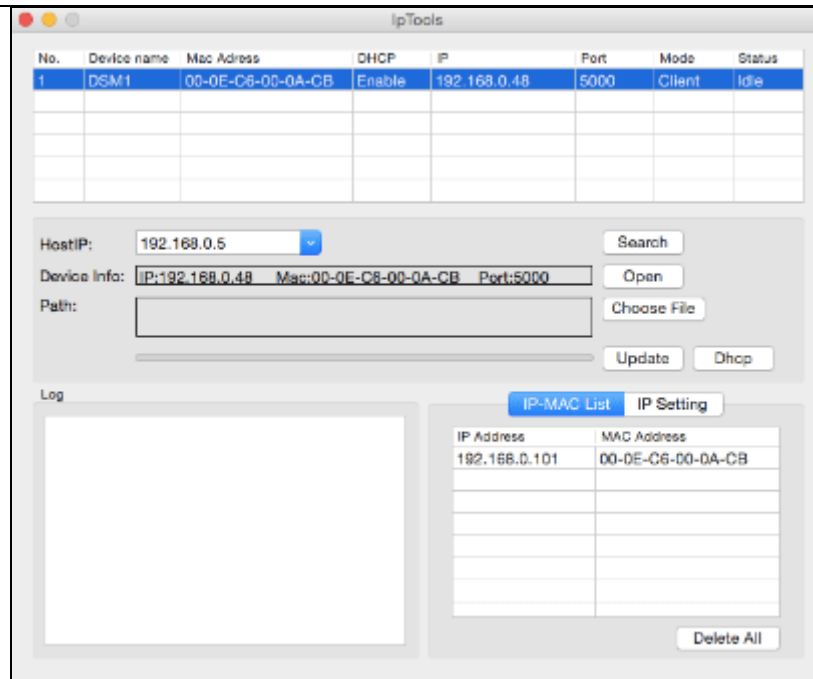 IpTools
No. Device name Mac Adress DHCP IP Port Mode Status
1 DSM1 00-0E-C6-00-0A-CB Enable 192.168.0.48 5000 Client Idle
HostIP: 192.168.0.5 Search
Device Info: IP:192.168.0.48 Mac:00-0E-C6-00-0A-CB Port:5000 Open
Path: Choose File
Update Dhcp
Log
IP-MAC List IP Setting
IP Address MAC Address
192.168.0.101 00-0E-C6-00-0A-CB
Delete All